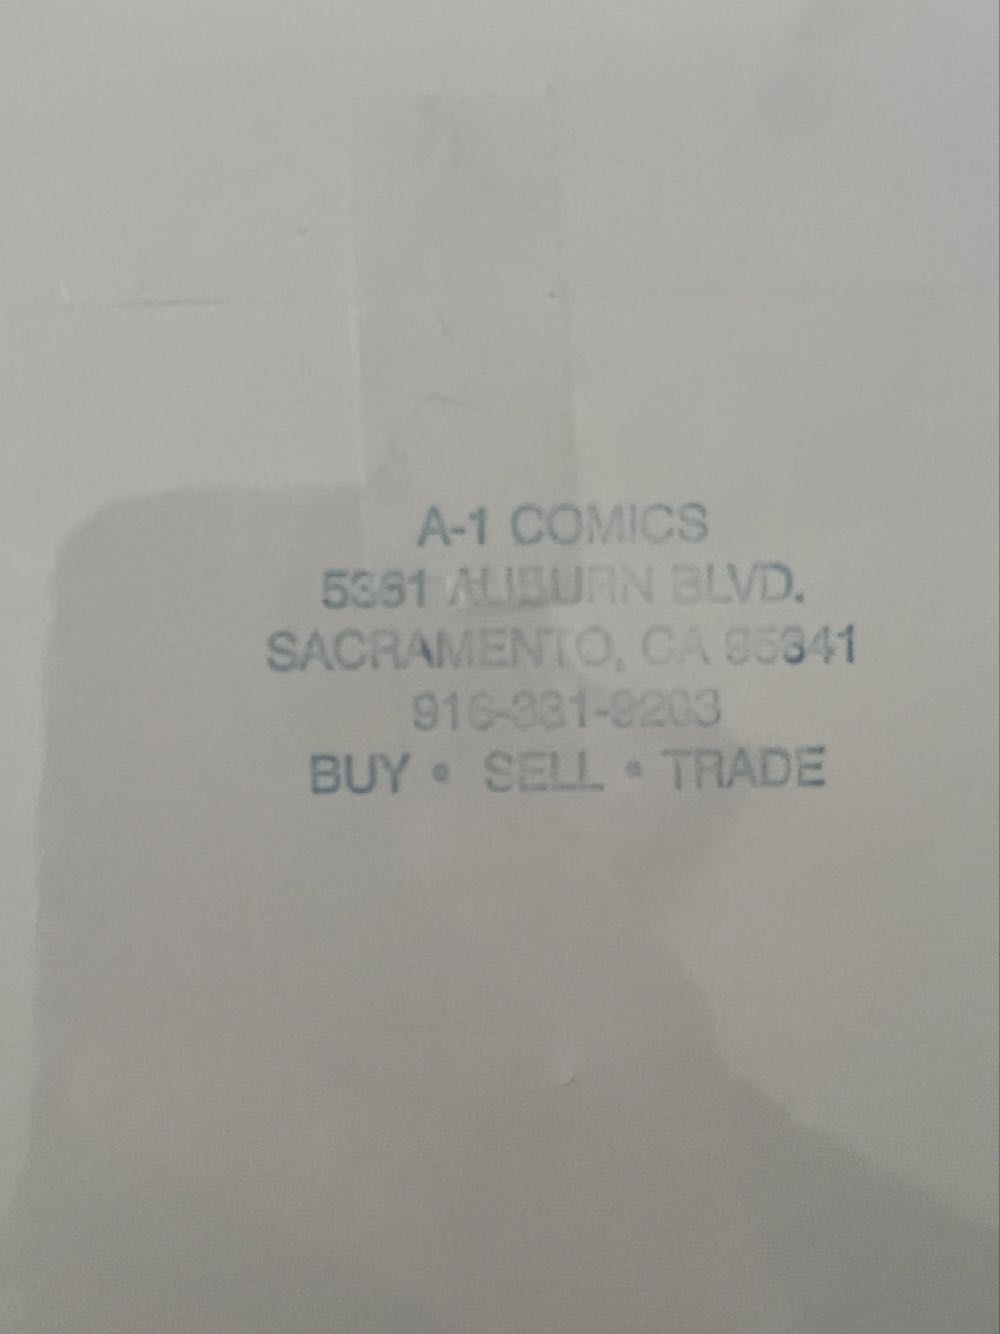 A-1 COMICS
5361 AUBURN BLVD.
SACRAMENTO, CA 95841
916-331-9203
BUY • SELL • TRADE